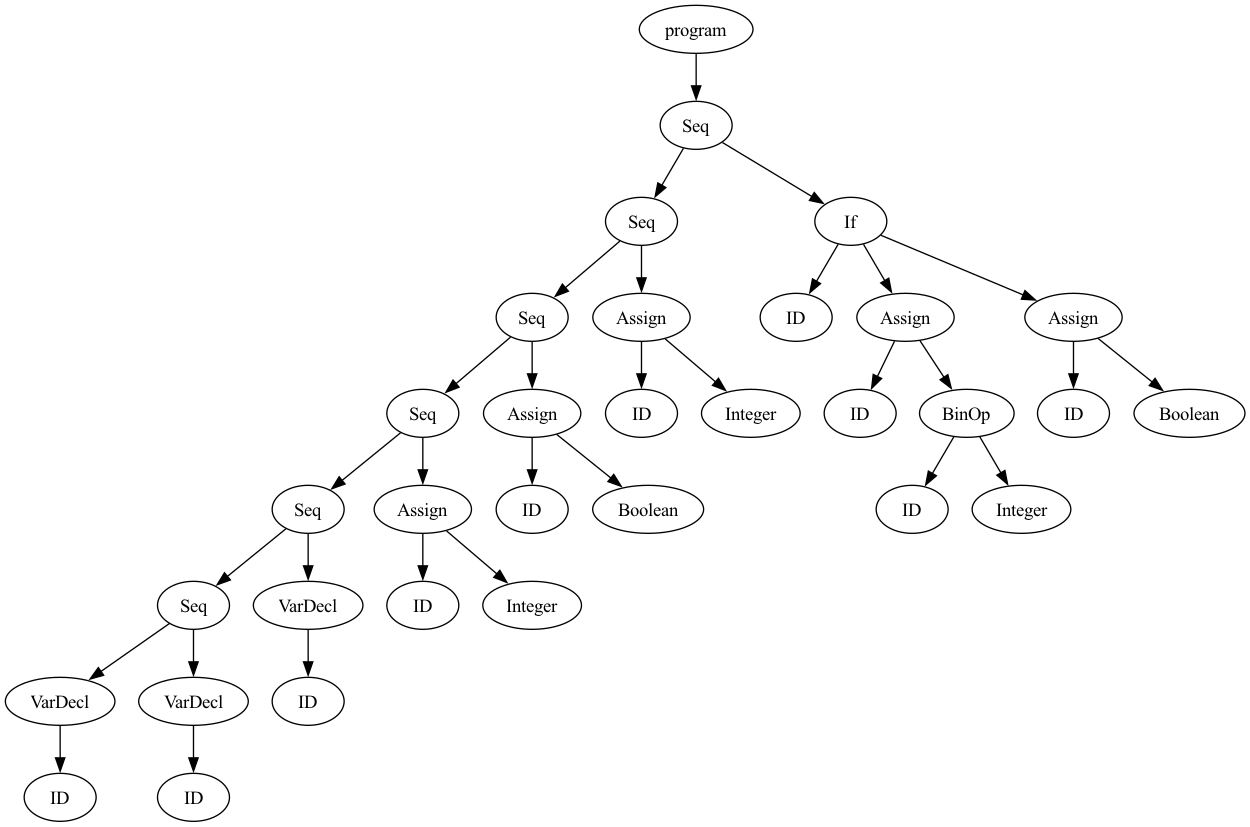 program
Seq
Seq
If
Seq
Assign
ID
Assign
Assign
Seq
Assign
ID
Integer
ID
BinOp
ID
Boolean
Seq
Assign
ID
Boolean
ID
Integer
Seq
VarDecl
ID
Integer
VarDecl
VarDecl
ID
ID
ID